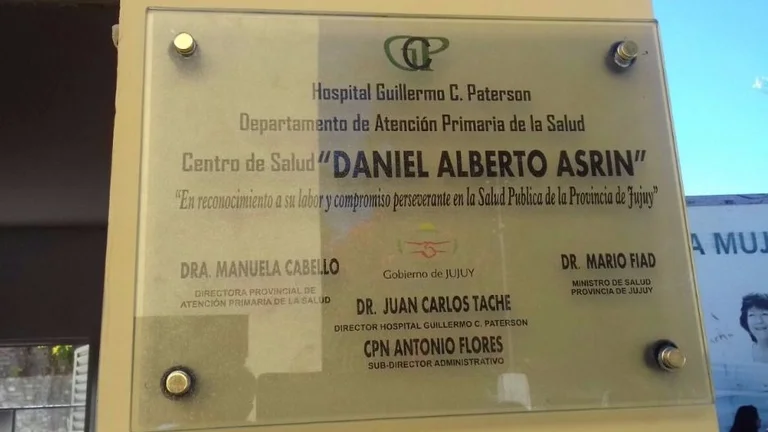 GCP
Hospital Guillermo C. Paterson
Departamento de Atención Primaria de la Salud
Centro de Salud "DANIEL ALBERTO ASRIN"
"En reconocimiento a su labor y compromiso perseverante en la Salud Publica de la Provincia de Jujuy"
DRA. MANUELA CABELLO
DIRECTORA PROVINCIAL DE
ATENCIÓN PRIMARIA DE LA SALUD
Gobierno de JUJUY
DR. MARIO FIAD
MINISTRO DE SALUD
PROVINCIA DE JUJUY
DR. JUAN CARLOS TACHE
DIRECTOR HOSPITAL GUILLERMO C. PATERSON
CPN ANTONIO FLORES
SUB-DIRECTOR ADMINISTRATIVO
A MUJ